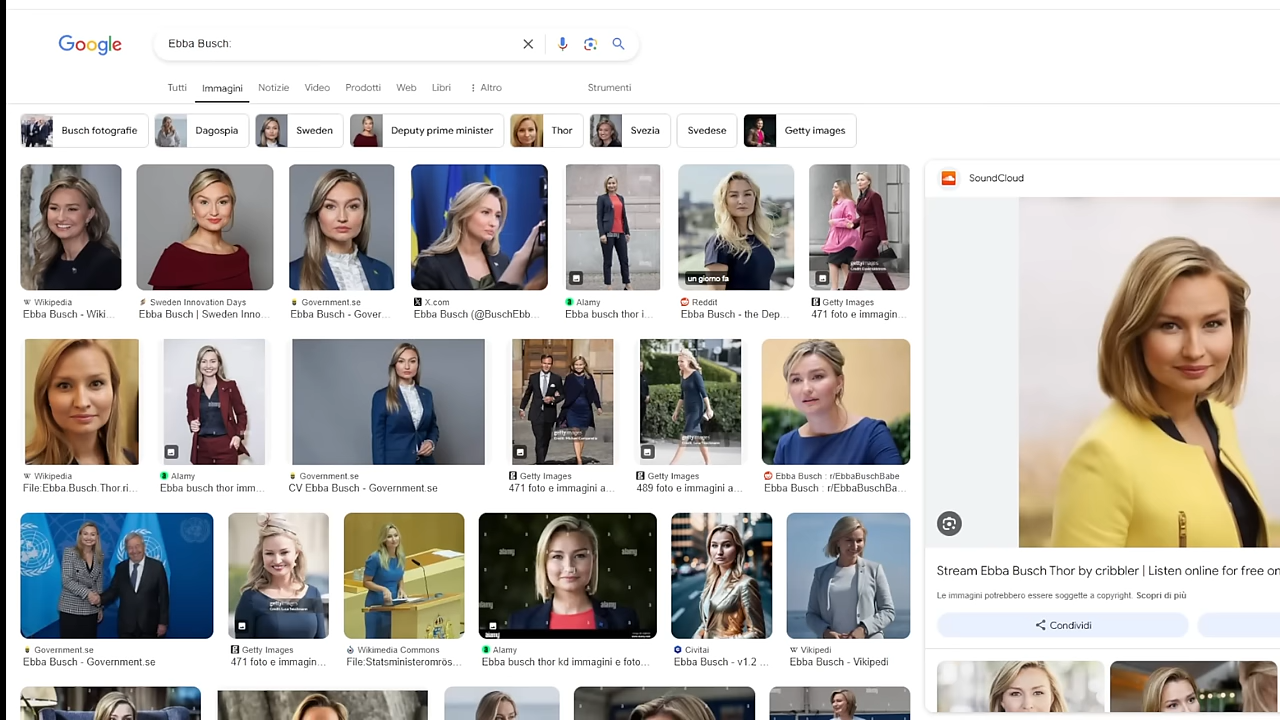 Google
Ebba Busch:
Tutti Immagini Notizie Video Prodotti Web Libri Altro Strumenti
Busch fotografie Dagospia Sweden Deputy prime minister Thor Svezia Svedese Getty images
SoundCloud
un giorno fa
Wikipedia Sweden Innovation Days Government.se X.com Alamy Reddit Getty Images
Ebba Busch - Wiki... Ebba Busch | Sweden Inno... Ebba Busch - Gover... Ebba Busch (@BuschEbb... Ebba busch thor i... Ebba Busch - the Dep... 471 foto e immagin...
Wikipedia Alamy Government.se Getty Images Getty Images Ebba Busch : r/EbbaBuschBabe
File:Ebba.Busch.Thor.ri... Ebba busch thor imm... CV Ebba Busch - Government.se 471 foto e immagini a... 489 foto e immagini a... Ebba Busch : r/EbbaBuschBa...
Stream Ebba Busch Thor by cribbler | Listen online for free on
Le immagini potrebbero essere soggette a copyright. Scopri di più
Condividi
alamy alamy
alamy
Government.se Getty Images Wikimedia Commons Alamy Civitai Vikipedi
Ebba Busch - Government.se 471 foto e immagin... File:Statsministeromrös... Ebba busch thor kd immagini e foto... Ebba Busch - v1.2 ... Ebba Busch - Vikipedi